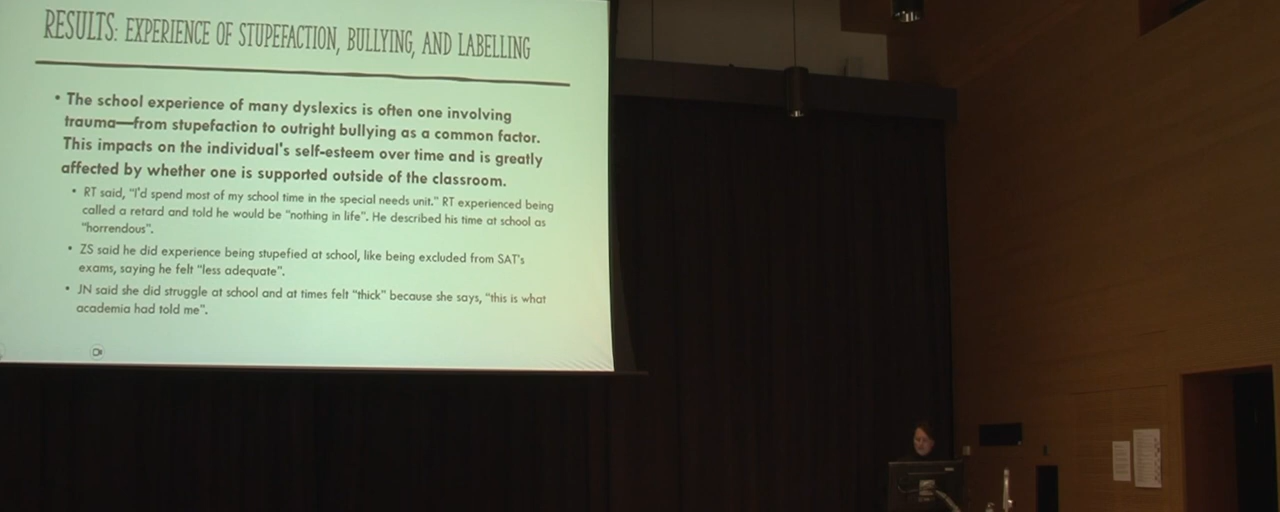 RESULTS: EXPERIENCE OF STUPEFACTION, BULLYING, AND LABELLING
• The school experience of many dyslexics is often one involving
trauma—from stupefaction to outright bullying as a common factor.
This impacts on the individual's self-esteem over time and is greatly
affected by whether one is supported outside of the classroom.
• RT said, "I'd spend most of my school time in the special needs unit." RT experienced being
called a retard and told he would be "nothing in life". He described his time at school as
"horrendous".
• ZS said he did experience being stupefied at school, like being excluded from SAT's
exams, saying he felt "less adequate".
• JN said she did struggle at school and at times felt "thick" because she says, "this is what
academia had told me".